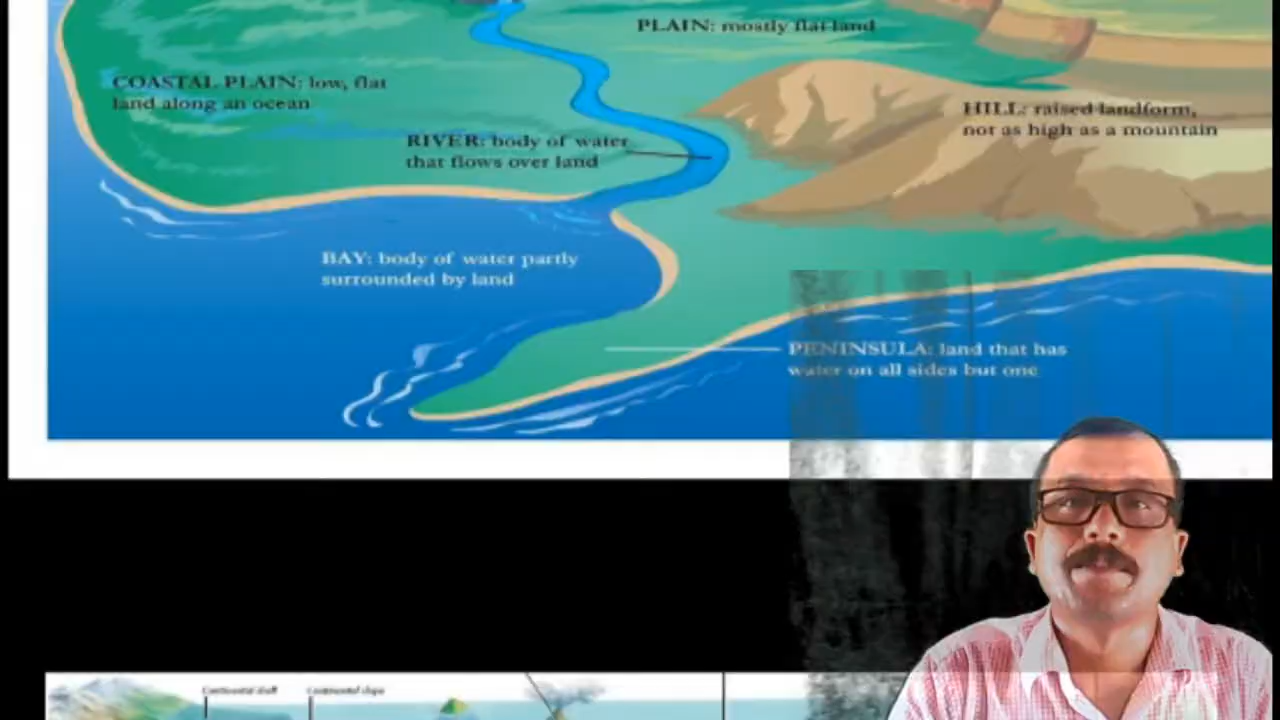 PLAIN: mostly flat land
COASTAL PLAIN: low, flat
land along an ocean
HILL: raised landform,
not as high as a mountain
RIVER: body of water
that flows over land
BAY: body of water partly
surrounded by land
PENINSULA: land that has
water on all sides but one
Continental shelf
Continental slope